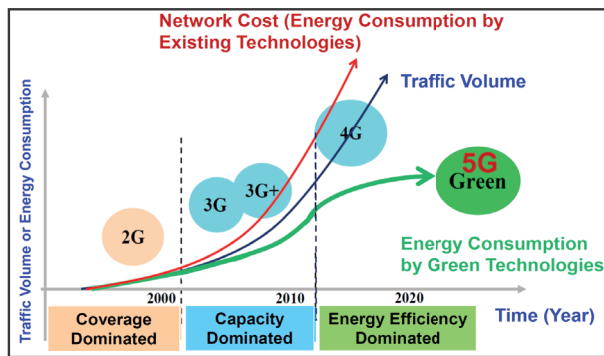 Network Cost (Energy Consumption by
Existing Technologies)
Traffic Volume
4G
5G
Green
3G+
3G
2G
Energy Consumption
by Green Technologies
Traffic Volume or Energy Consumption
2000
2010
2020
Time (Year)
Coverage
Dominated
Capacity
Dominated
Energy Efficiency
Dominated